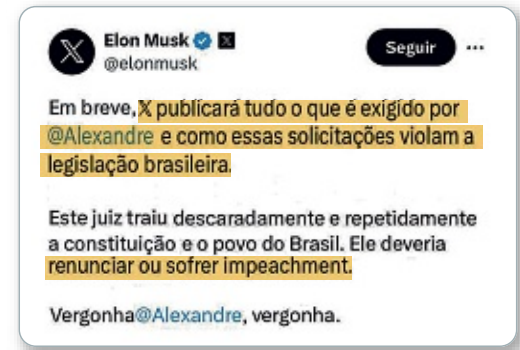 Elon Musk
@elonmusk
Seguir
Em breve, X publicará tudo o que é exigido por
@Alexandre e como essas solicitações violam a
legislação brasileira.
Este juiz traiu descaradamente e repetidamente
a constituição e o povo do Brasil. Ele deveria
renunciar ou sofrer impeachment.
Vergonha@Alexandre, vergonha.